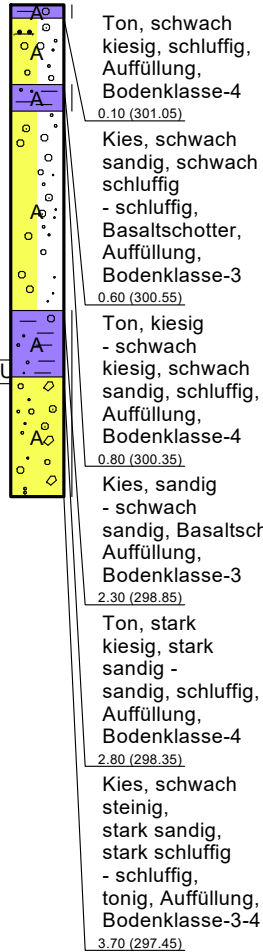 A
Ton, schwach
kiesig, schluffig,
Auffüllung,
Bodenklasse-4
0.10 (301.05)
A
Kies, schwach
sandig, schwach
schluffig
- schluffig,
Basaltschotter,
Auffüllung,
Bodenklasse-3
0.60 (300.55)
A
Ton, kiesig
- schwach
kiesig, schwach
sandig, schluffig,
Auffüllung,
Bodenklasse-4
0.80 (300.35)
A
Kies, sandig
- schwach
sandig, Basaltsch
Auffüllung,
Bodenklasse-3
2.30 (298.85)
A
U
Ton, stark
kiesig, stark
sandig -
sandig, schluffig,
Auffüllung,
Bodenklasse-4
2.80 (298.35)
A
Kies, schwach
steinig,
stark sandig,
stark schluffig
- schluffig,
tonig, Auffüllung,
Bodenklasse-3-4
3.70 (297.45)